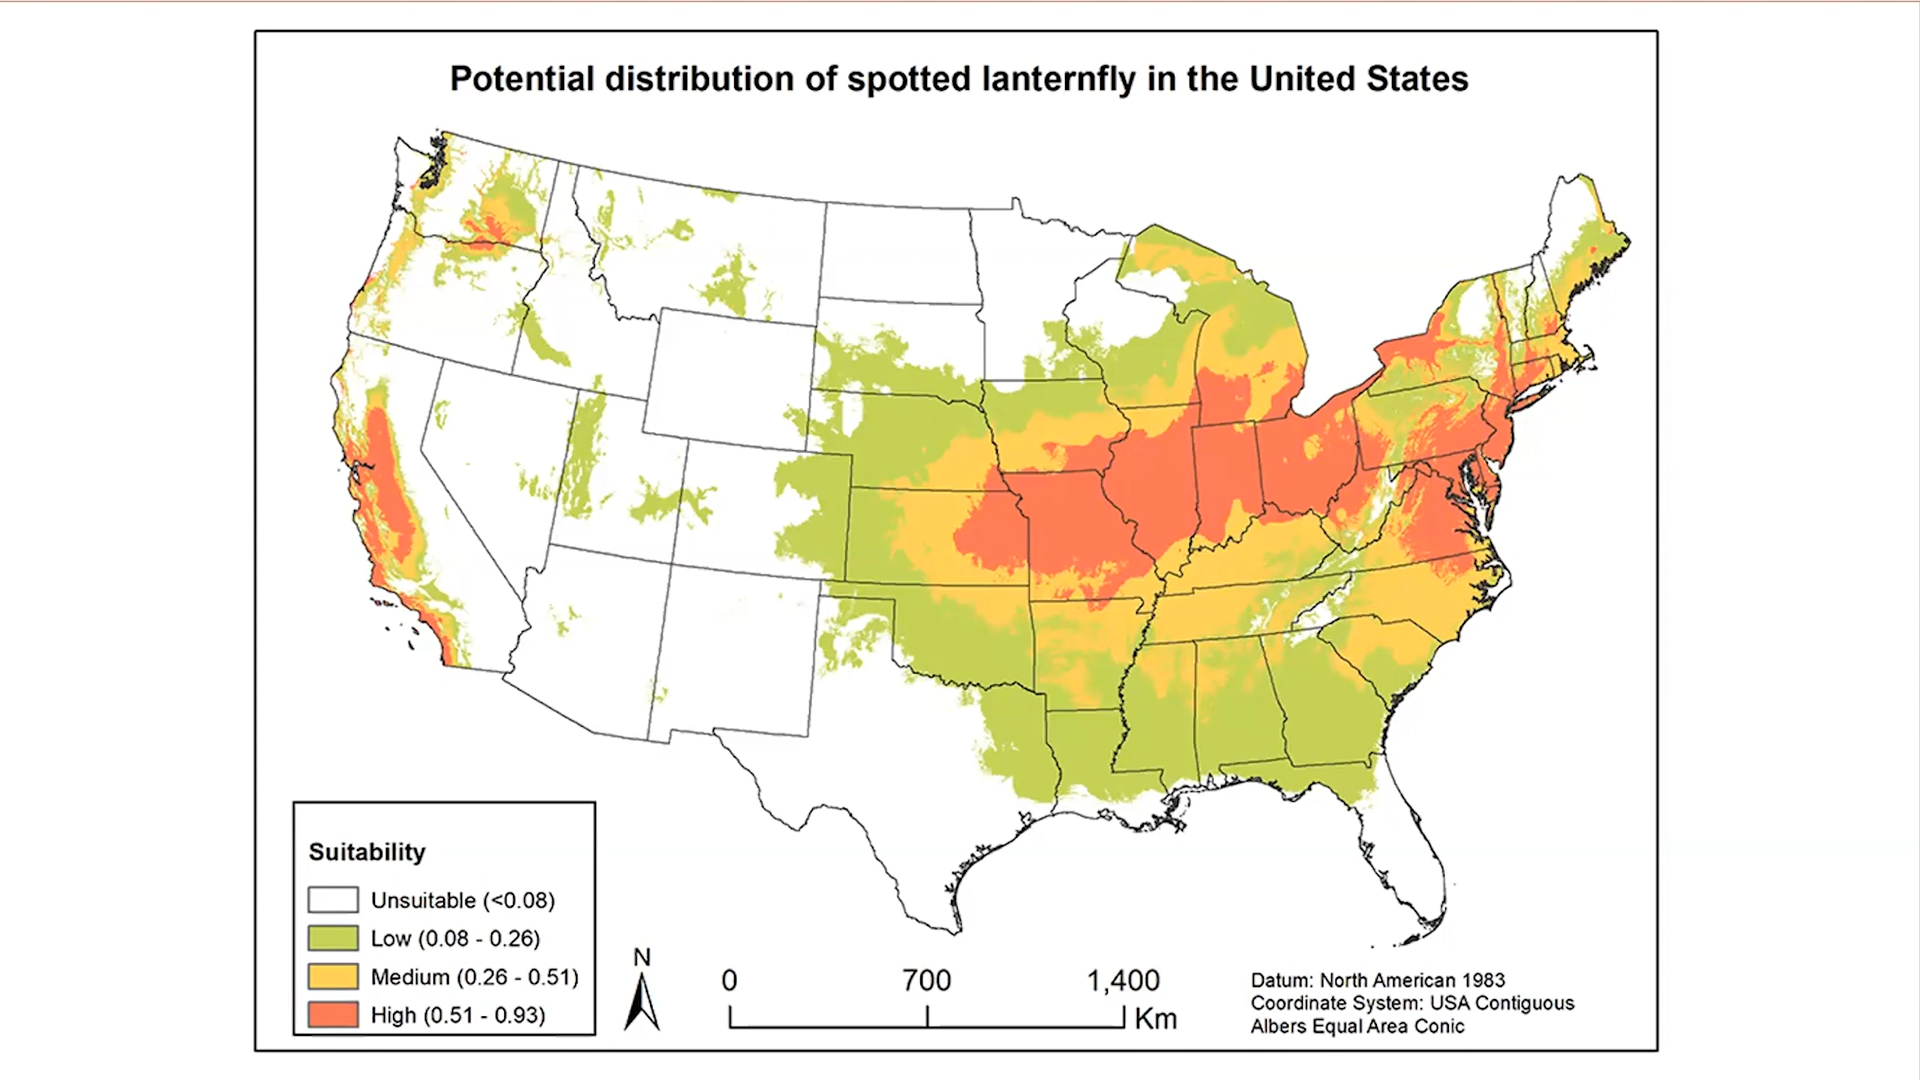 Potential distribution of spotted lanternfly in the United States
Suitability
Unsuitable (<0.08)
Low (0.08 - 0.26)
Medium (0.26 - 0.51)
High (0.51 - 0.93)
N
0 700 1,400
Km
Datum: North American 1983
Coordinate System: USA Contiguous
Albers Equal Area Conic